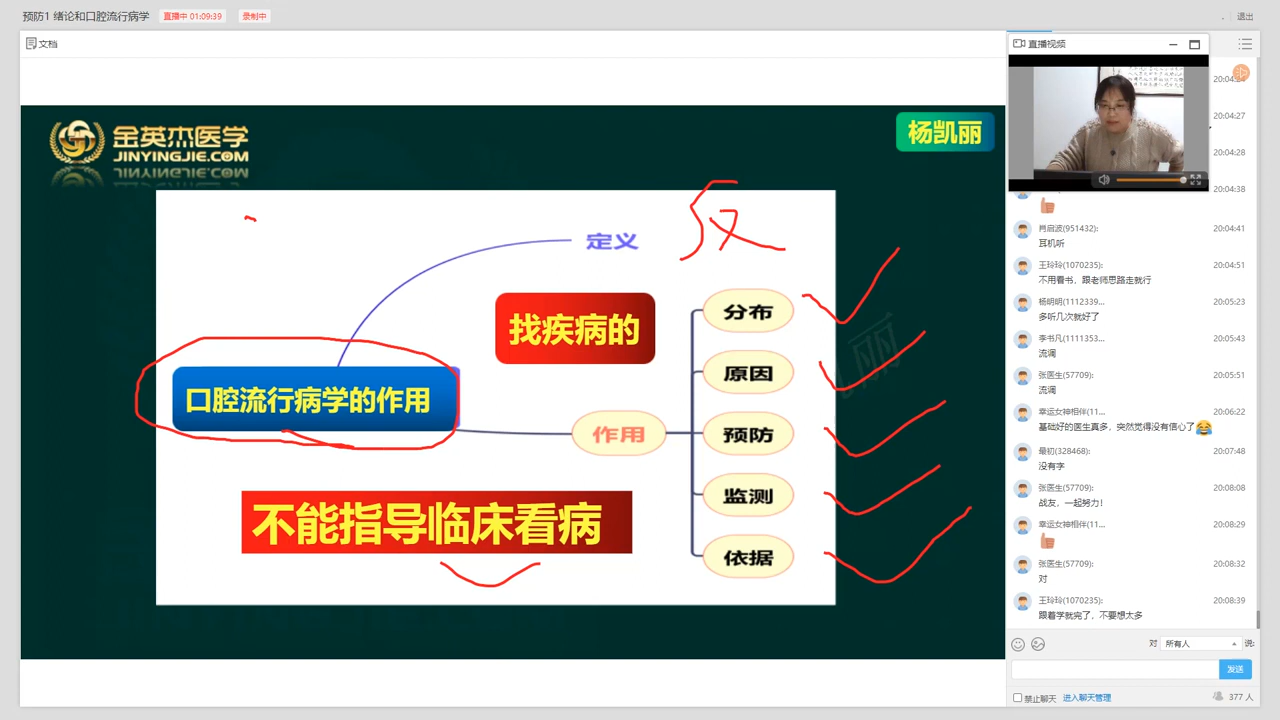 预防1 绪论和口腔流行病学 直播中 01:09:39 录制中
退出
文档
直播视频
金英杰医学
JINYINGJIE.COM
杨凯丽
定义
反
找疾病的
口腔流行病学的作用
作用
分布
原因
预防
监测
依据
不能指导临床看病
20:04:27
20:04:28
20:04:38
肖启波(951432): 20:04:41
耳机听
王玲玲(1070235): 20:04:51
不用看书，跟老师思路走就行
杨明明(1112339... 20:05:23
多听几次就好了
李书凡(1111353... 20:05:43
流调
张医生(57709): 20:05:51
流调
幸运女神相伴(11... 20:06:22
基础好的医生真多，突然觉得没有信心了
最初(328468): 20:07:48
没有字
张医生(57709): 20:08:08
战友，一起努力！
幸运女神相伴(11... 20:08:29
张医生(57709): 20:08:32
对
王玲玲(1070235): 20:08:39
跟着学就完了，不要想太多
对 所有人 说:
发送
禁止聊天 进入聊天管理 377 人